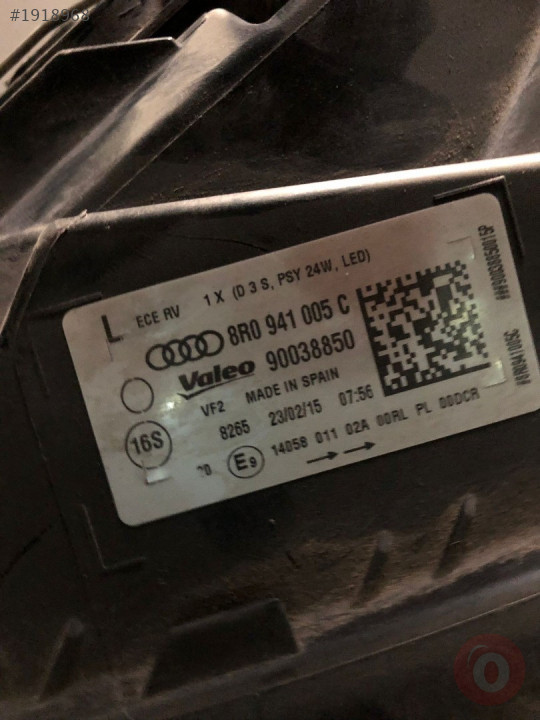 #1918968
L ECE RV 1 X (D 3 S, PSY 24W, LED)
8R0 941 005 C
Valeo 90038850
VF2 MADE IN SPAIN
16S 8265 23/02/15 07:56
E9 14058 011 02A 00RL PL 00DCR